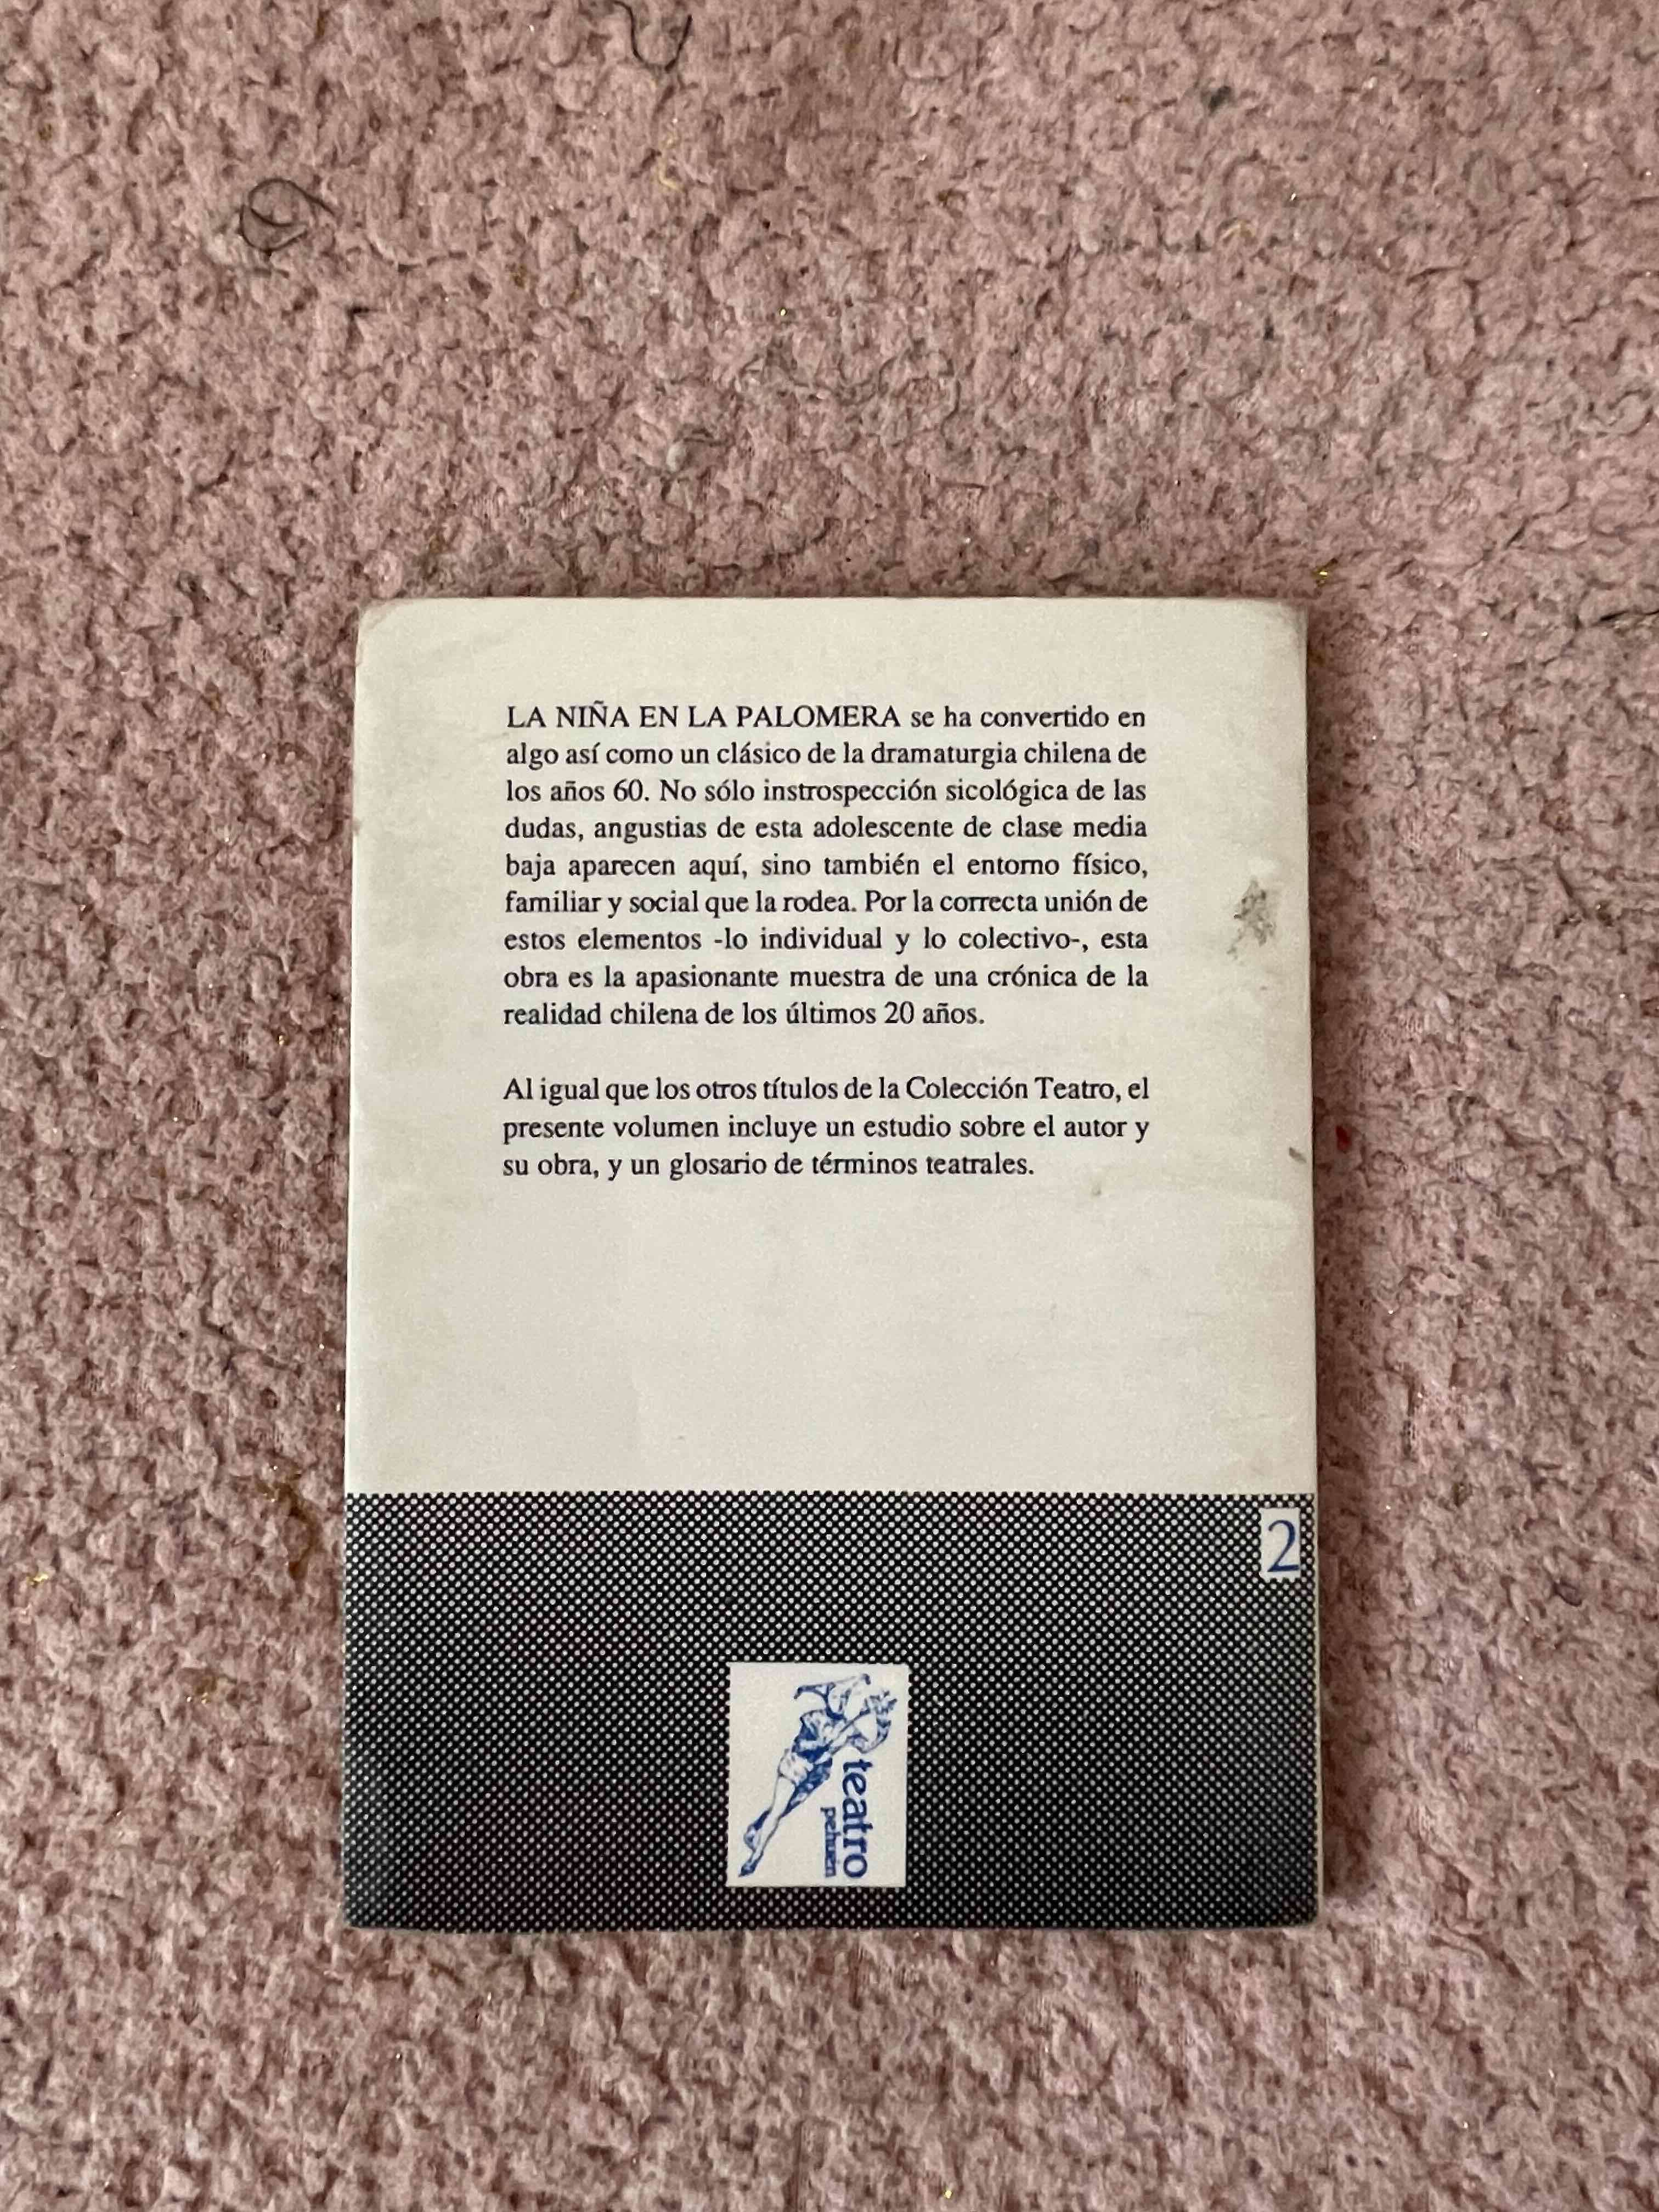 LA NIÑA EN LA PALOMERA se ha convertido en
algo así como un clásico de la dramaturgia chilena de
los años 60. No sólo instrospección sicológica de las
dudas, angustias de esta adolescente de clase media
baja aparecen aquí, sino también el entorno físico,
familiar y social que la rodea. Por la correcta unión de
estos elementos -lo individual y lo colectivo-, esta
obra es la apasionante muestra de una crónica de la
realidad chilena de los últimos 20 años.
Al igual que los otros títulos de la Colección Teatro, el
presente volumen incluye un estudio sobre el autor y
su obra, y un glosario de términos teatrales.
2
teatro
pehuén